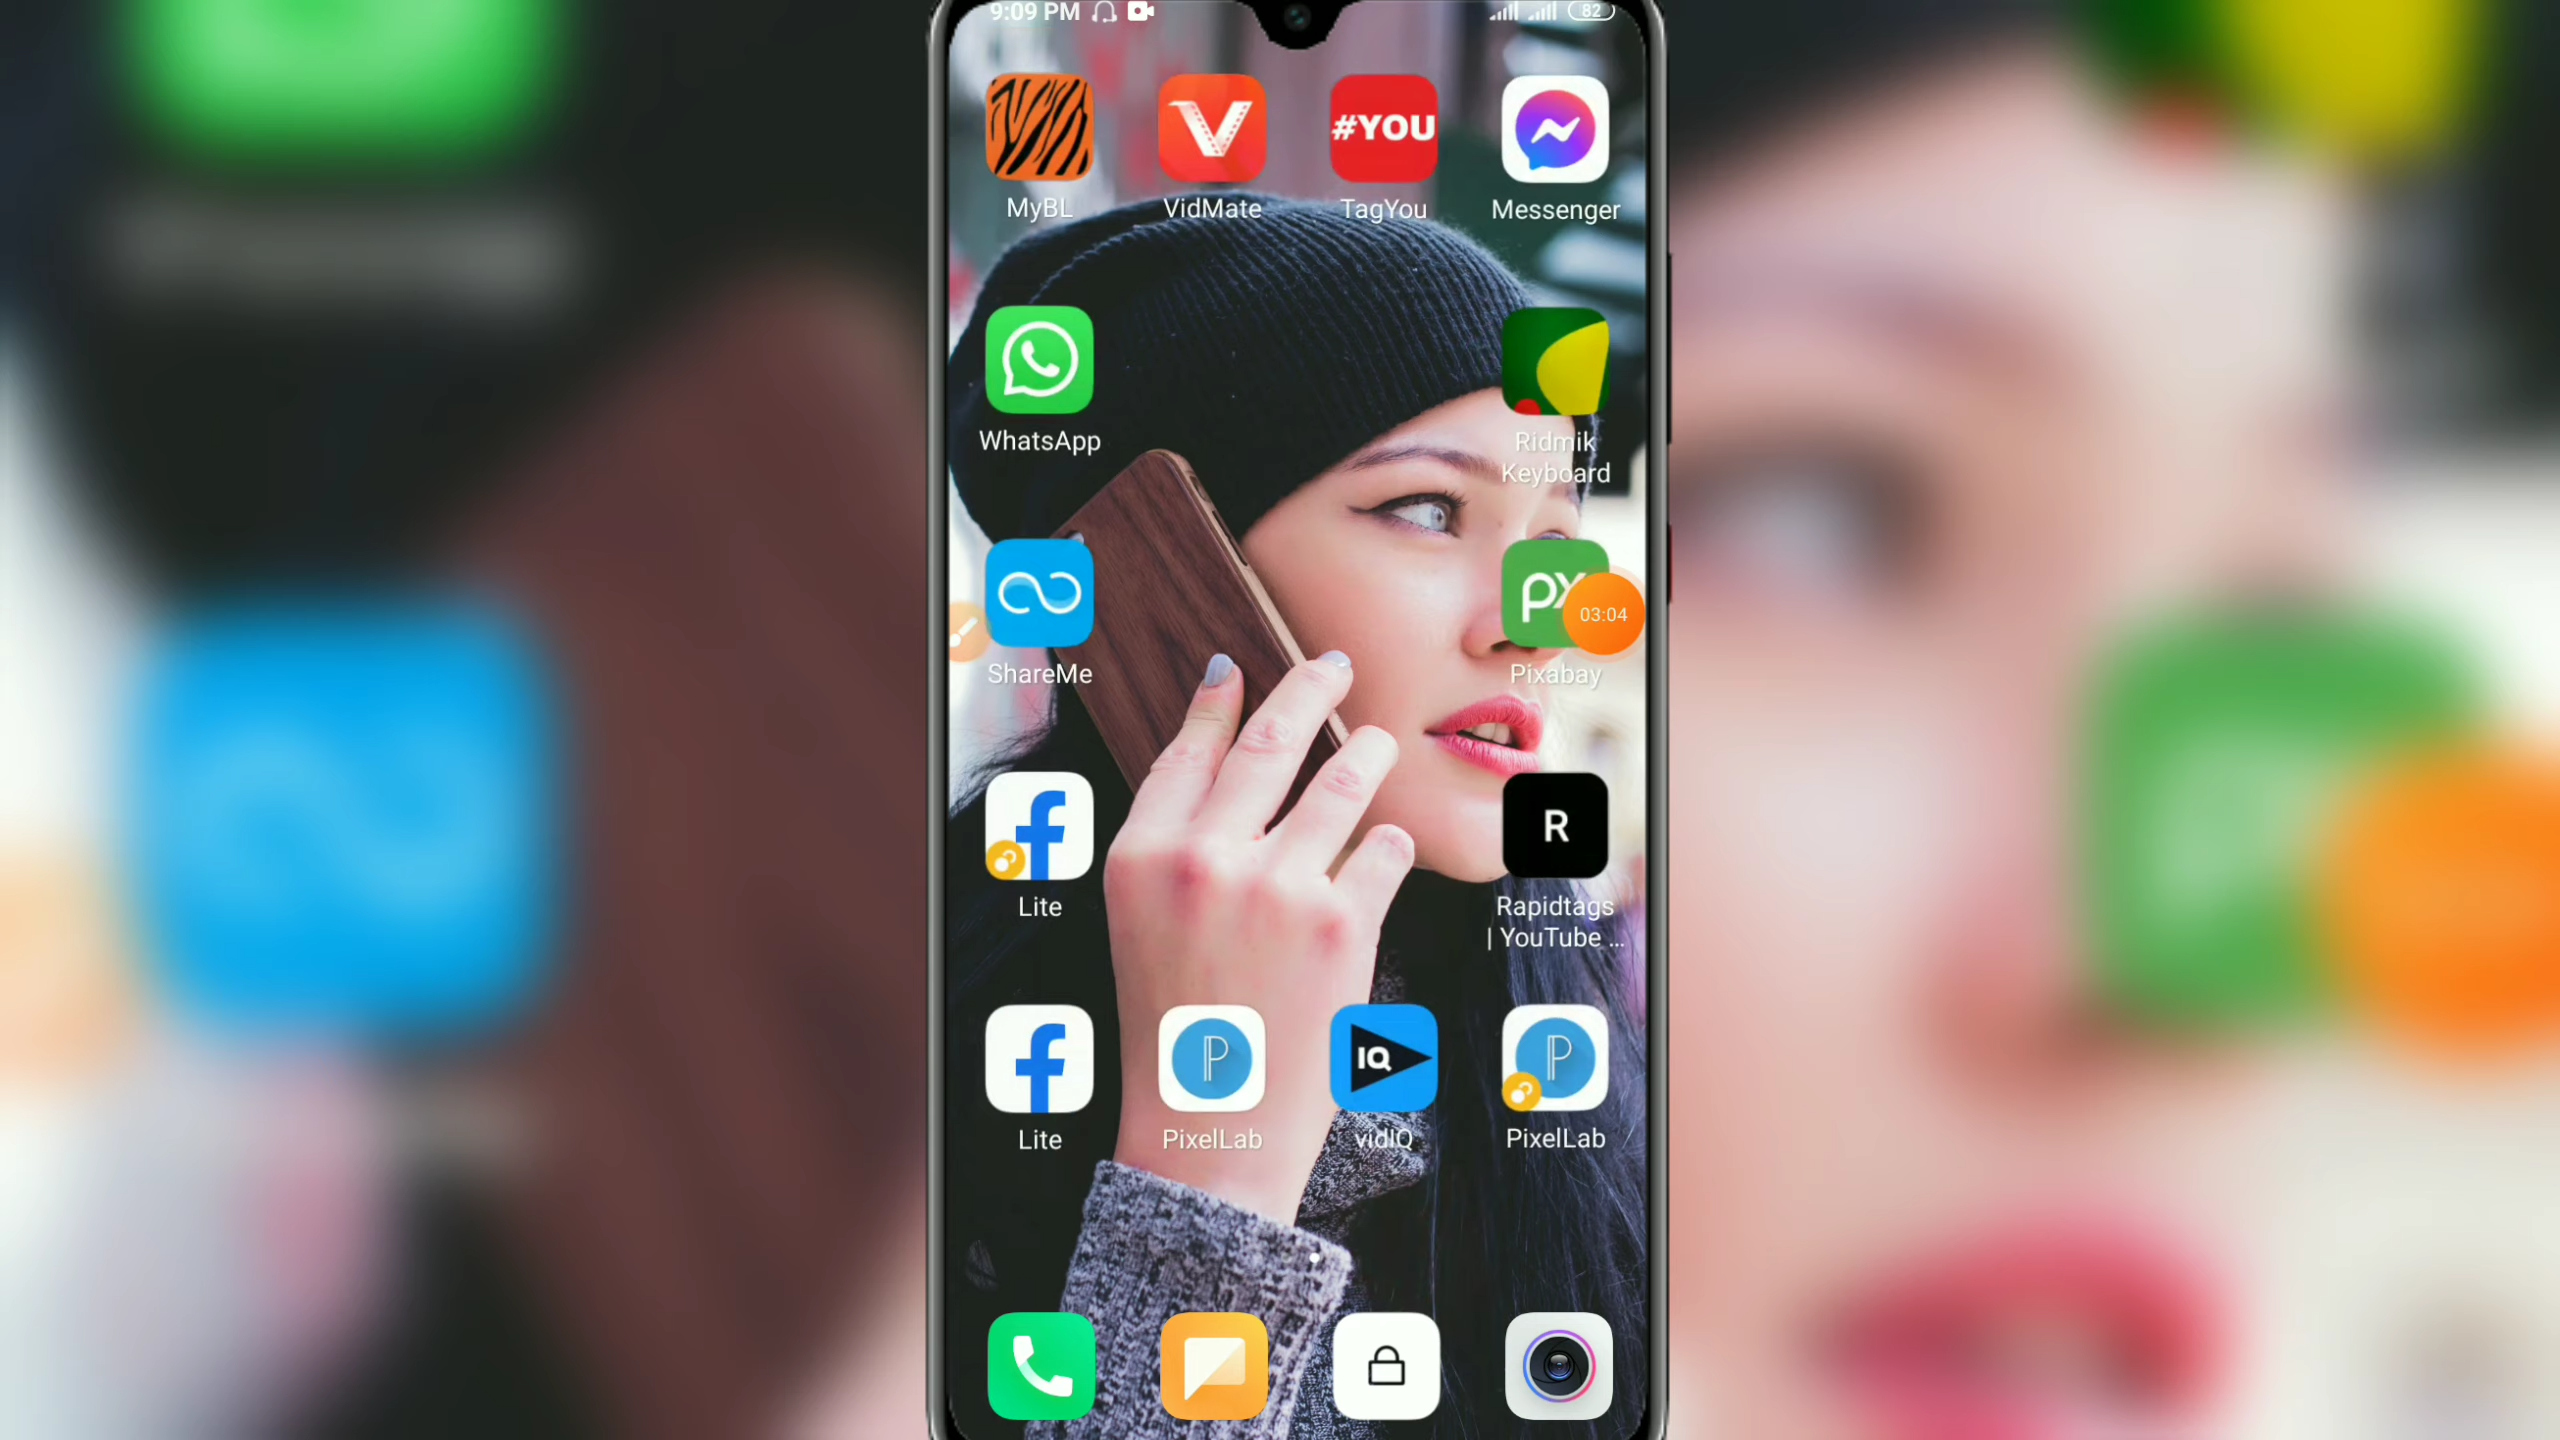 9:09 PM
82
#YOU
MyBL
VidMate
TagYou
Messenger
WhatsApp
Ridmik
Keyboard
px
03:04
ShareMe
Pixabay
R
Lite
Rapidtags
| YouTube ...
P
IQ
P
Lite
PixelLab
vidIQ
PixelLab